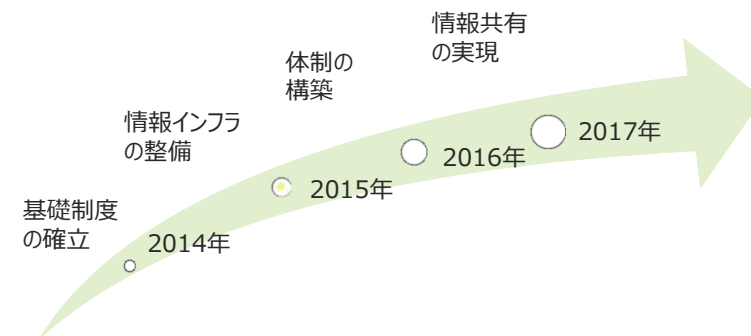 基礎制度
の確立
2014年
情報インフラ
の整備
2015年
体制の
構築
2016年
情報共有
の実現
2017年